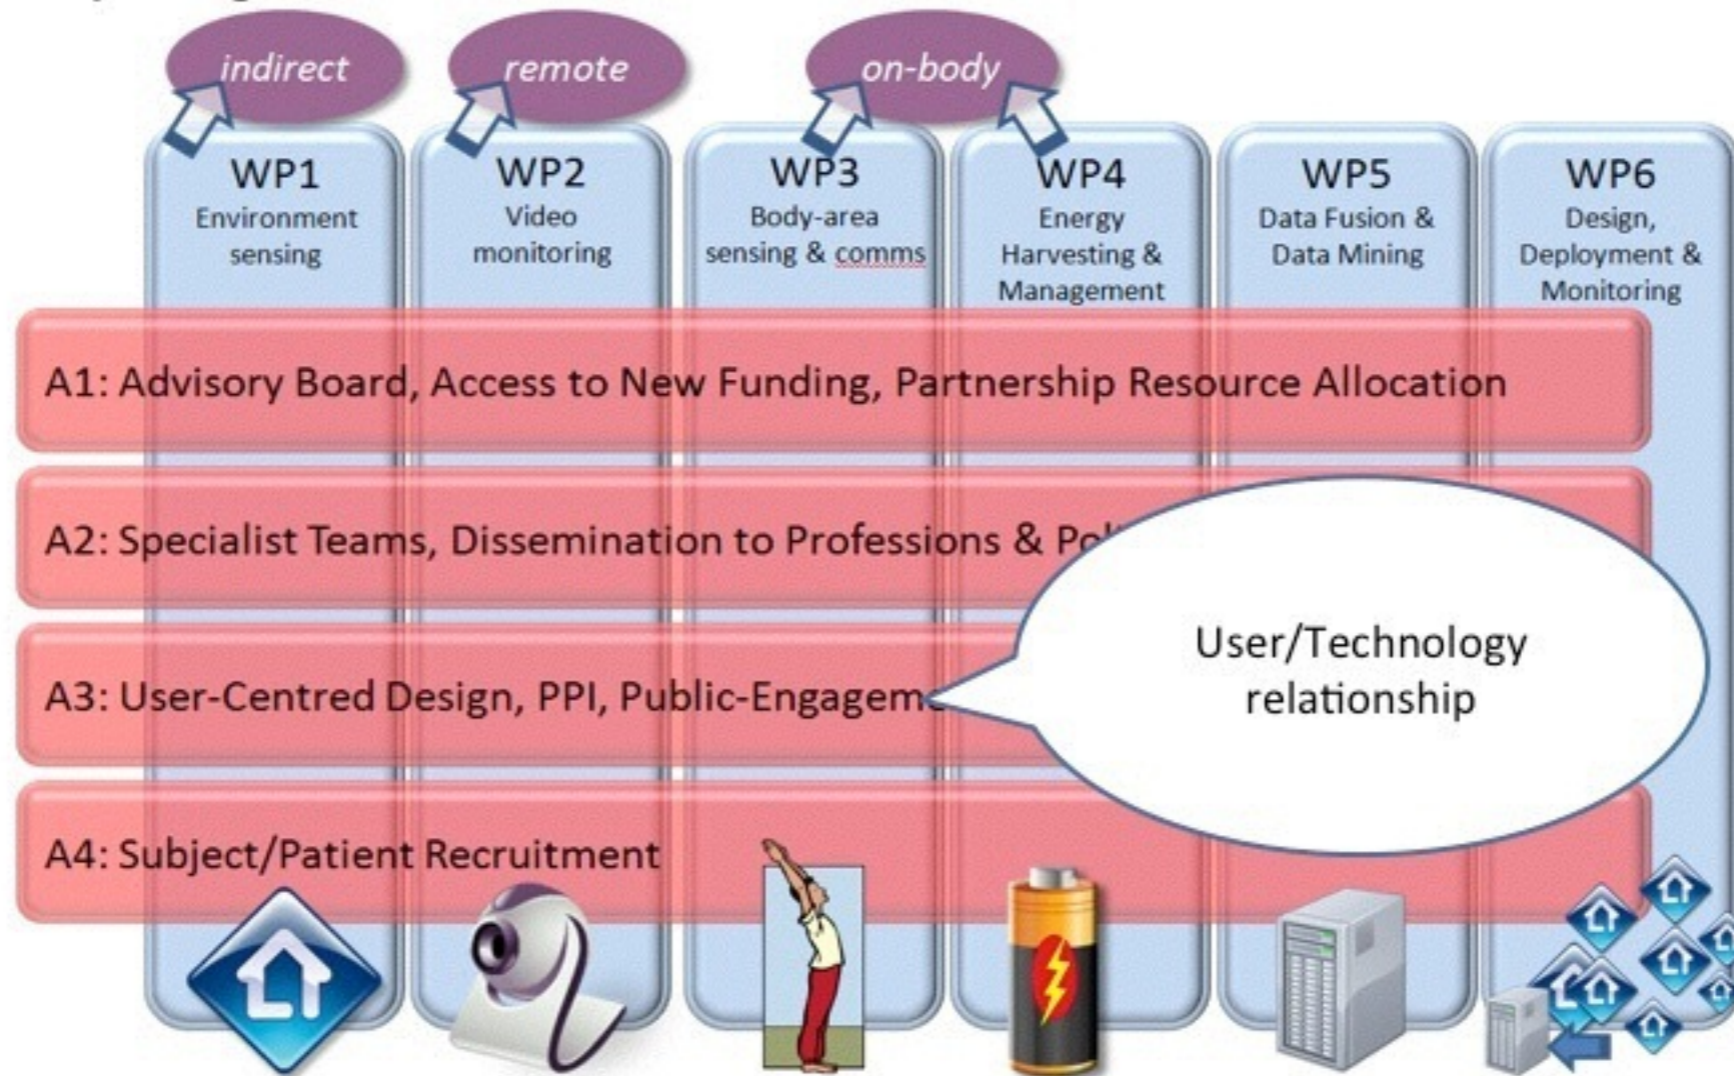 indirect
remote
on-body
WP1
Environment
sensing
WP2
Video
monitoring
WP3
Body-area
sensing & comms
WP4
Energy
Harvesting &
Management
WP5
Data Fusion &
Data Mining
WP6
Design,
Deployment &
Monitoring
A1: Advisory Board, Access to New Funding, Partnership Resource Allocation
A2: Specialist Teams, Dissemination to Professions &
A3: User-Centred Design, PPI,
User/Technology
relationship
A4: Subject/Patient Recruitment